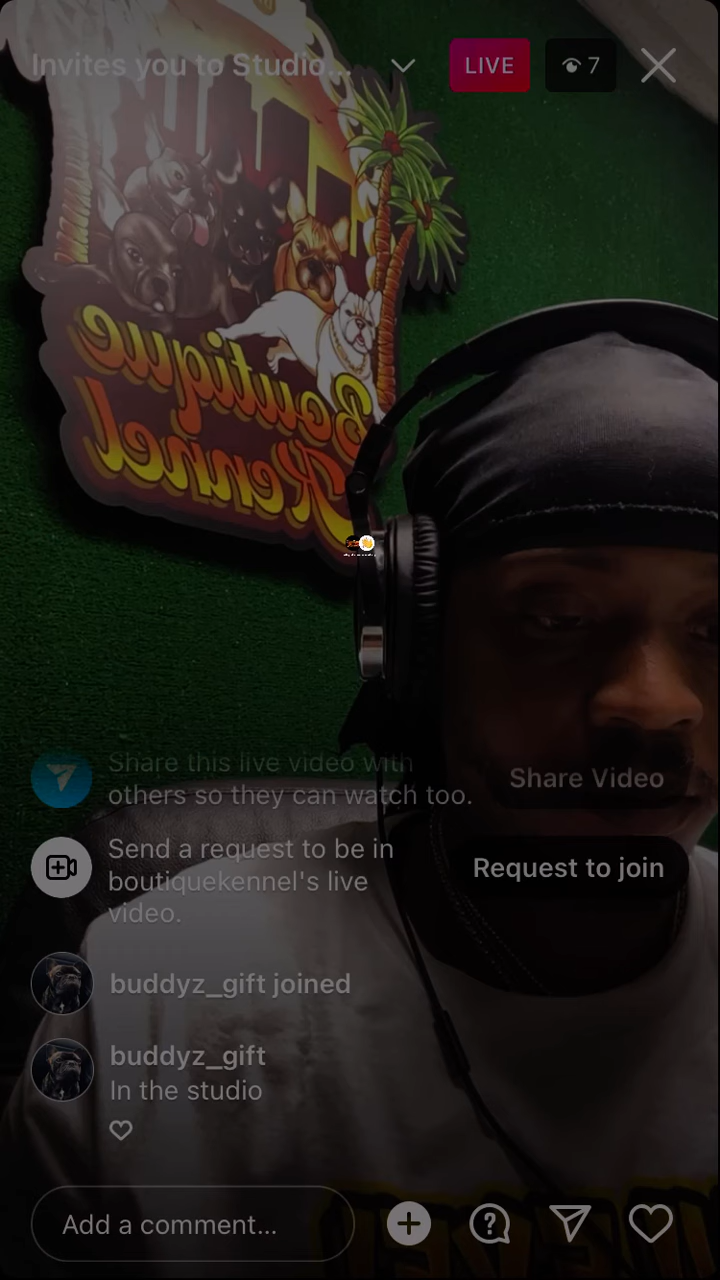 Invites you to Studio...
LIVE
7
Boutique
Kennel
Share this live video with
others so they can watch too.
Share Video
Send a request to be in
boutiquekennel's live
video.
Request to join
buddyz_gift joined
buddyz_gift
In the studio
Add a comment...